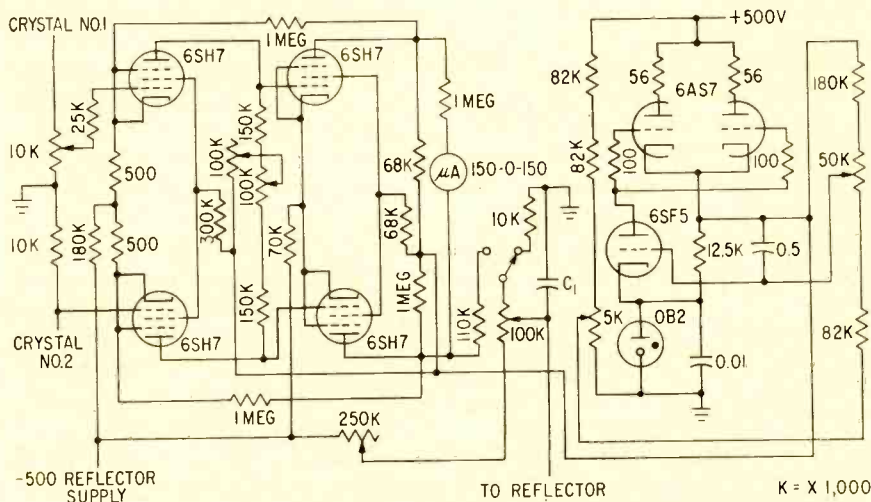 CRYSTAL NO.1
1 MEG
6SH7
6SH7
+500V
82K
56
6AS7
56
180K
25K
10K
150K
1 MEG
100K
100K
68K
μA 150-0-150
82K
100
100
50K
500
10K
6SF5
12.5K
0.5
10K
180K
500
300K
70K
68K
150K
1 MEG
110K
100K
C1
5K
0B2
0.01
82K
6SH7
6SH7
CRYSTAL NO.2
1 MEG
250K
-500 REFLECTOR SUPPLY
TO REFLECTOR
K = X 1,000